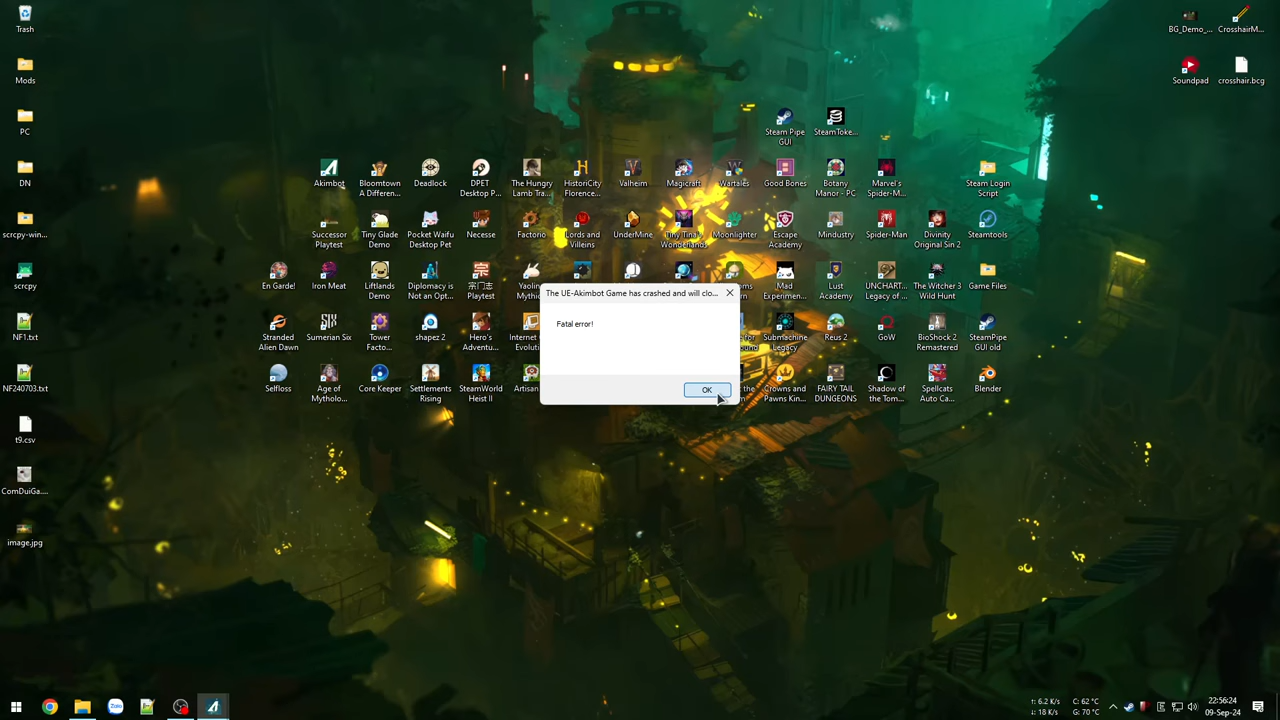 Trash
BG_Demo_...
CrosshairM...
Mods
Soundpad
crosshair.bcg
PC
Steam Pipe
GUI
SteamToke...
DN
Akimbot
Bloomtown
A Differen...
Deadlock
DPET
Desktop P...
The Hungry
Lamb Tra...
HistoriCity
Florence...
Valheim
Magicraft
Wartales
Good Bones
Botany
Manor - PC
Marvel's
Spider-M...
Steam Login
Script
scrcpy-win...
Successor
Playtest
Tiny Glade
Demo
Pocket Waifu
Desktop Pet
Necesse
Factorio
Lords and
Villeins
UnderMine
Tiny Tina's
Wonderlands
Moonlighter
Escape
Academy
Mindustry
Spider-Man
Divinity
Original Sin 2
Steamtools
scrcpy
En Garde!
Iron Meat
Liftlands
Demo
Diplomacy is
Not an Opt...
宗门志
Playtest
Yaolin
Mythic
Mad
Experimen...
Lust
Academy
UNCHART...
Legacy of ...
The Witcher 3
Wild Hunt
Game Files
The UE-Akimbot Game has crashed and will clo...
Fatal error!
OK
NF1.txt
Stranded
Alien Dawn
Sumerian Six
Tower
Facto...
shapez 2
Hero's
Adventu...
Internet
Evolut
Submachine
Legacy
Reus 2
GoW
BioShock 2
Remastered
SteamPipe
GUI old
NF240703.txt
Selfloss
Age of
Mytholo...
Core Keeper
Settlements
Rising
SteamWorld
Heist II
Artisan
Crowns and
Pawns Kin...
FAIRY TAIL
DUNGEONS
Shadow of
the Tom...
Spellcats
Auto Ca...
Blender
t9.csv
ComDuiGa...
image.jpg
Zalo
↑: 6.2 K/s
↓: 18 K/s
C: 62 °C
G: 70 °C
22:56:24
09-Sep-24